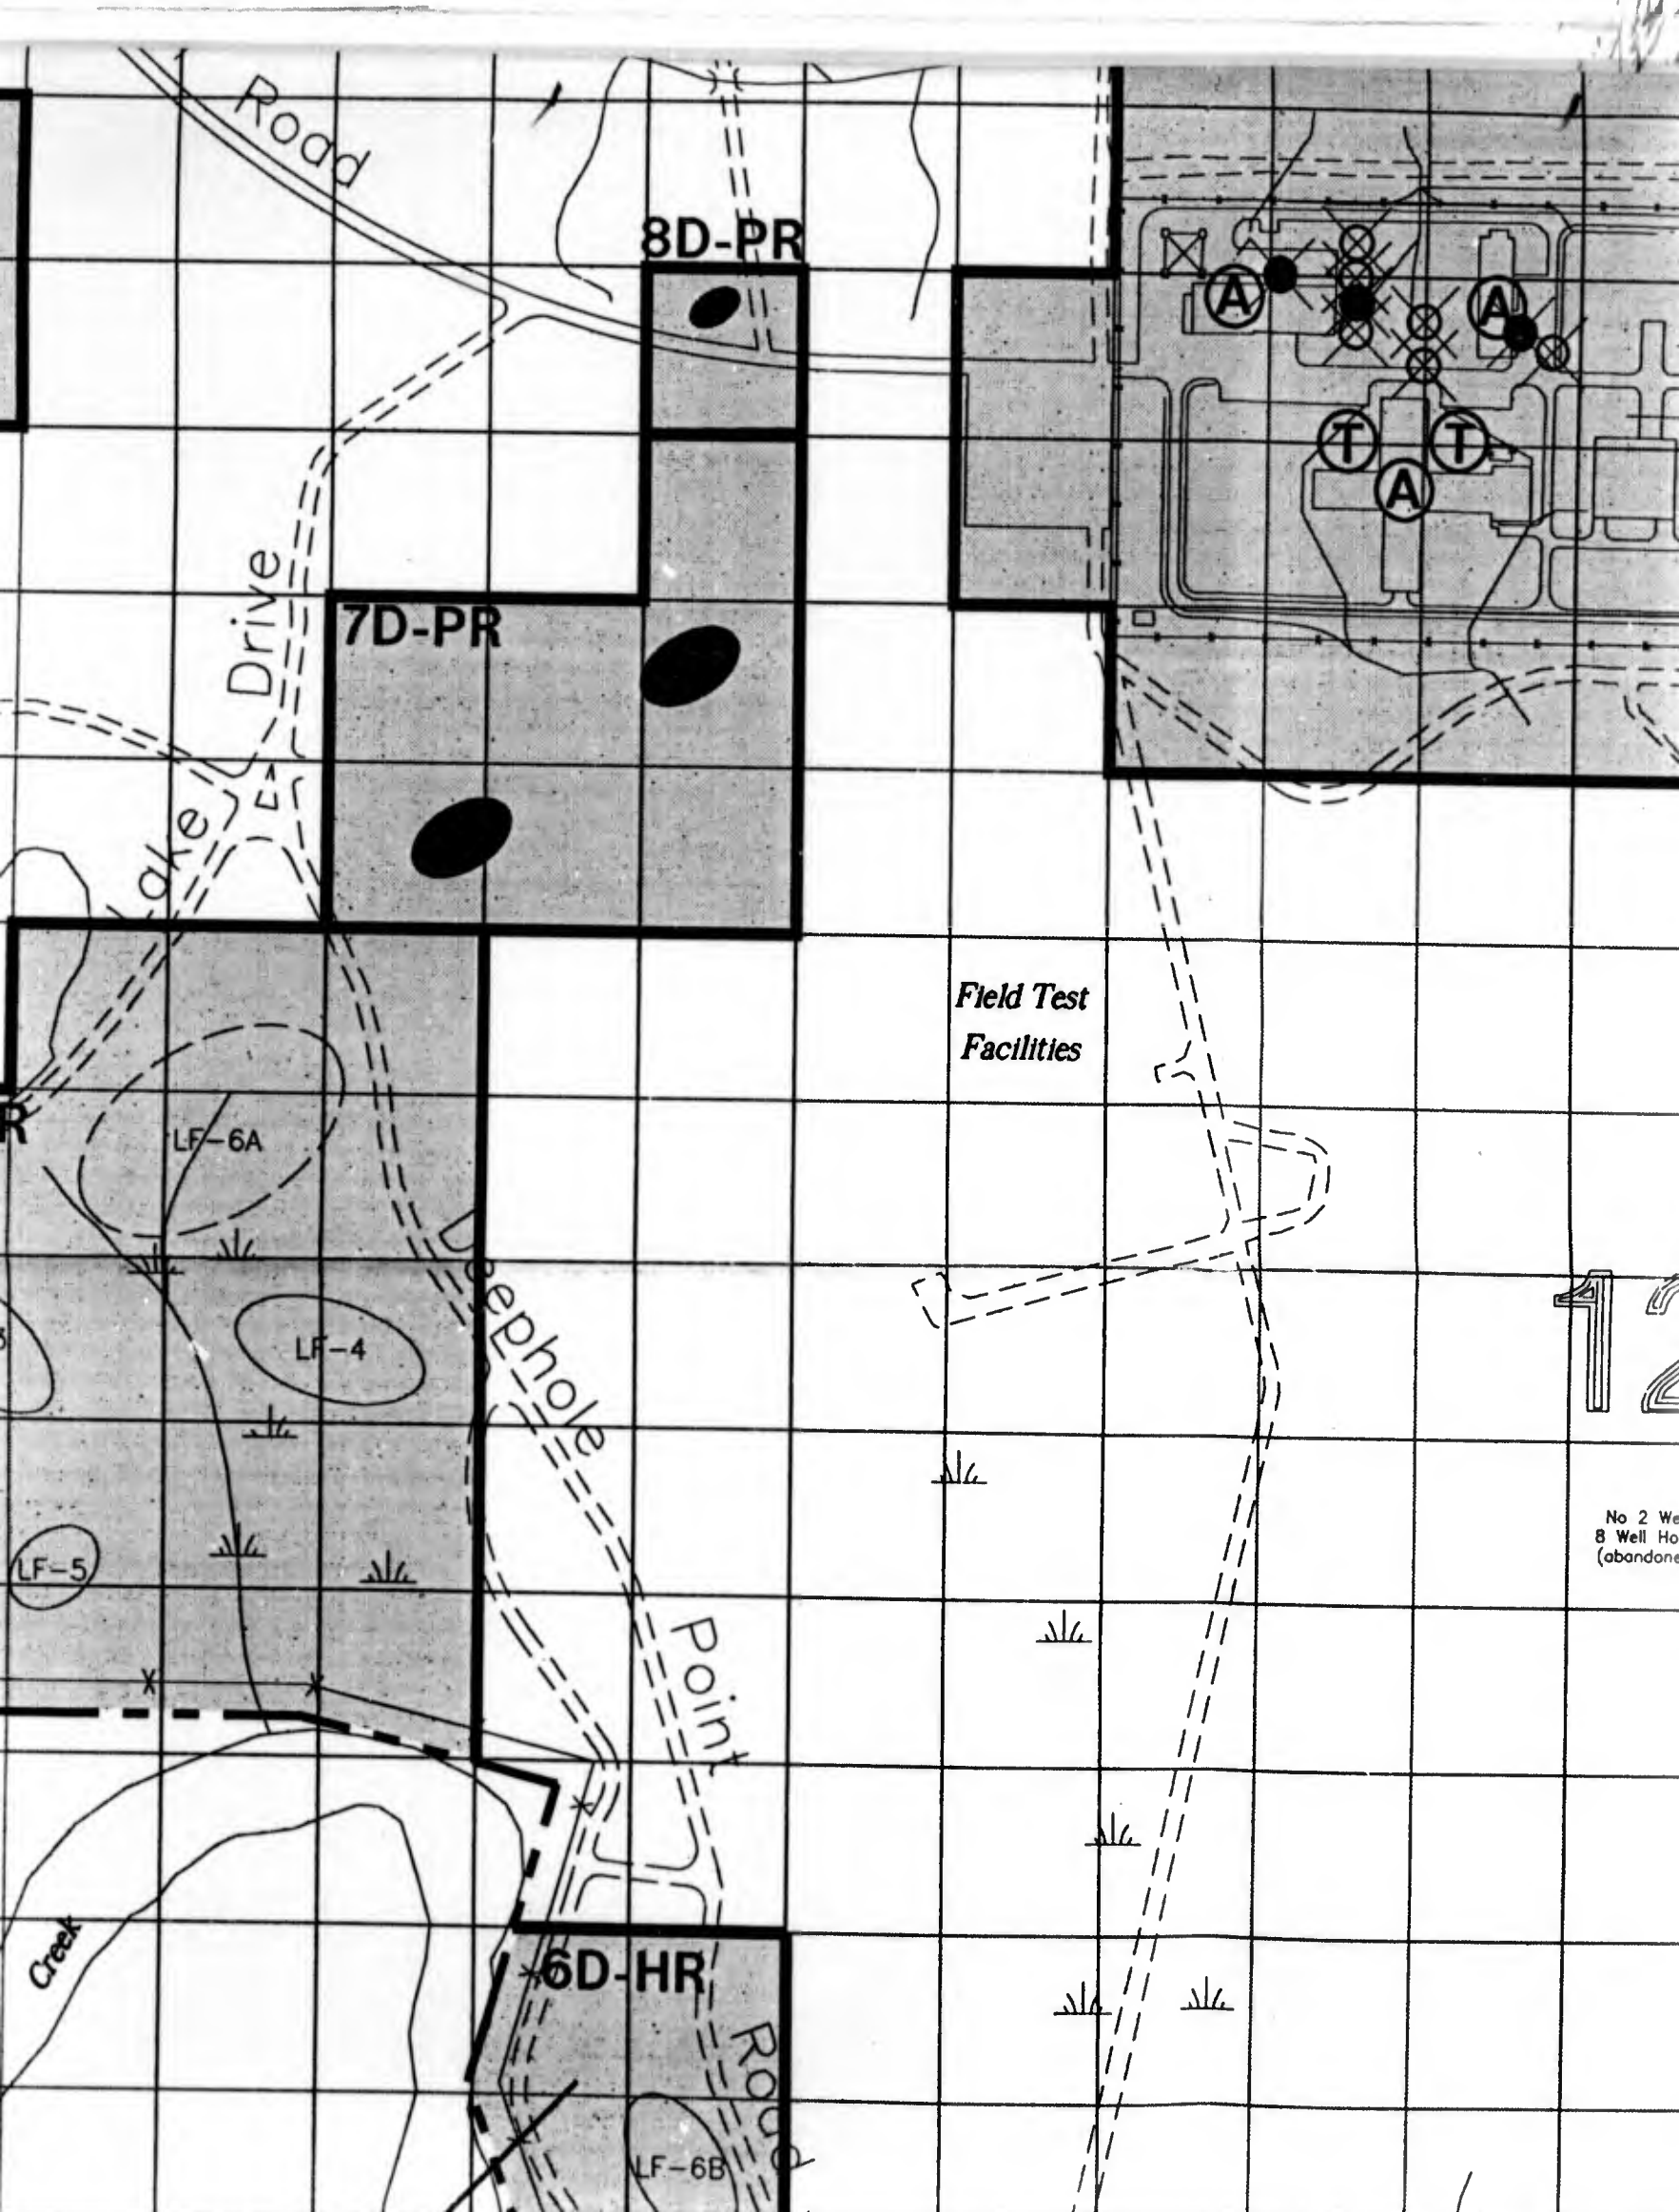 Road
8D-PR
A
A
T
T
A
Drive
7D-PR
Lake
Field Test
Facilities
R
LF-6A
Deephole
LF-4
12
LF-5
No 2 We
8 Well Ho
(abandone
Point
Creek
6D-HR
Road
LF-6B